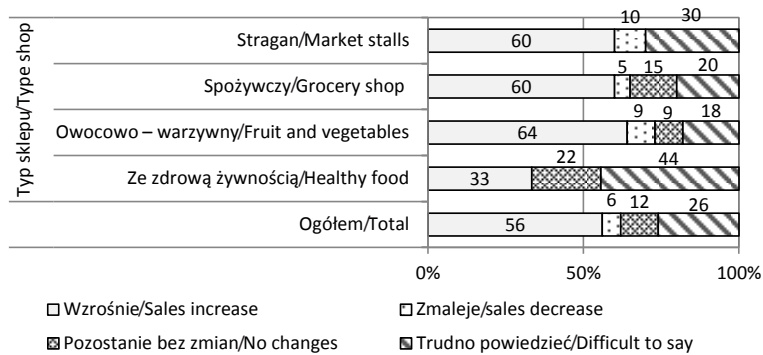 Typ sklepu/Type shop
10 30
Stragan/Market stalls 60
5 15 20
Spożywczy/Grocery shop 60
9 9 18
Owocowo – warzywny/Fruit and vegetables 64
22 44
Ze zdrową żywnością/Healthy food 33
6 12 26
Ogółem/Total 56
0% 50% 100%
Wzrośnie/Sales increase Zmaleje/sales decrease
Pozostanie bez zmian/No changes Trudno powiedzieć/Difficult to say